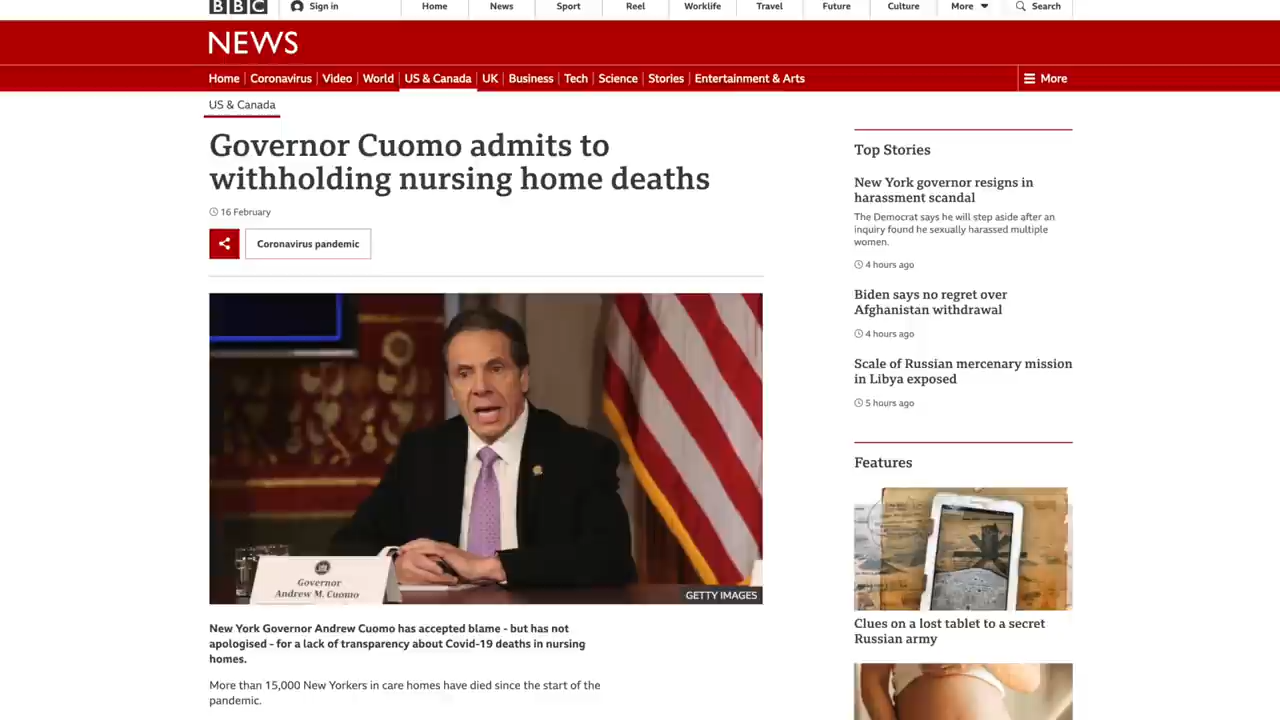 BBC
Sign in
Home
News
Sport
Reel
Worklife
Travel
Future
Culture
More
Search
NEWS
Home
Coronavirus
Video
World
US & Canada
UK
Business
Tech
Science
Stories
Entertainment & Arts
More
US & Canada
Governor Cuomo admits to
withholding nursing home deaths
16 February
Coronavirus pandemic
Governor
Andrew M. Cuomo
GETTY IMAGES
New York Governor Andrew Cuomo has accepted blame - but has not
apologised - for a lack of transparency about Covid-19 deaths in nursing
homes.
More than 15,000 New Yorkers in care homes have died since the start of the
pandemic.
Top Stories
New York governor resigns in
harassment scandal
The Democrat says he will step aside after an
inquiry found he sexually harassed multiple
women.
4 hours ago
Biden says no regret over
Afghanistan withdrawal
4 hours ago
Scale of Russian mercenary mission
in Libya exposed
5 hours ago
Features
Clues on a lost tablet to a secret
Russian army